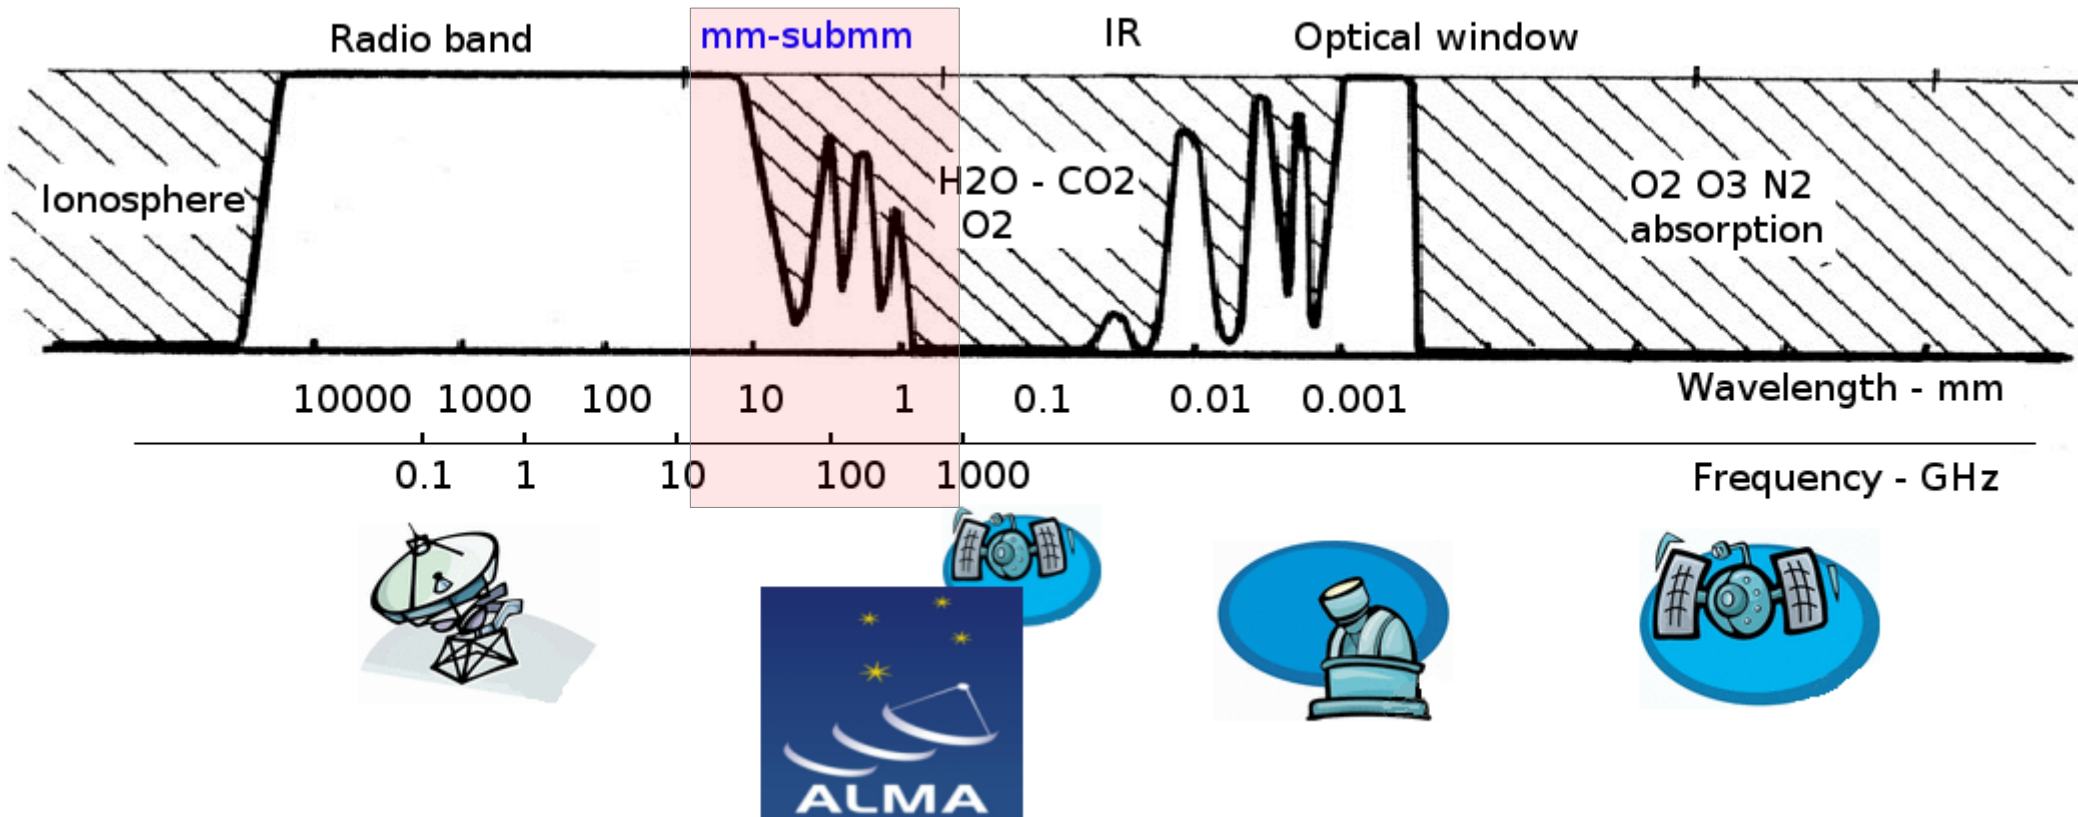 Radio band
mm-submm
IR
Optical window
Ionosphere
H2O - CO2
O2
O2 O3 N2
absorption
10000 1000 100 10 1 0.1 0.01 0.001
Wavelength - mm
0.1 1 10 100 1000
Frequency - GHz
ALMA